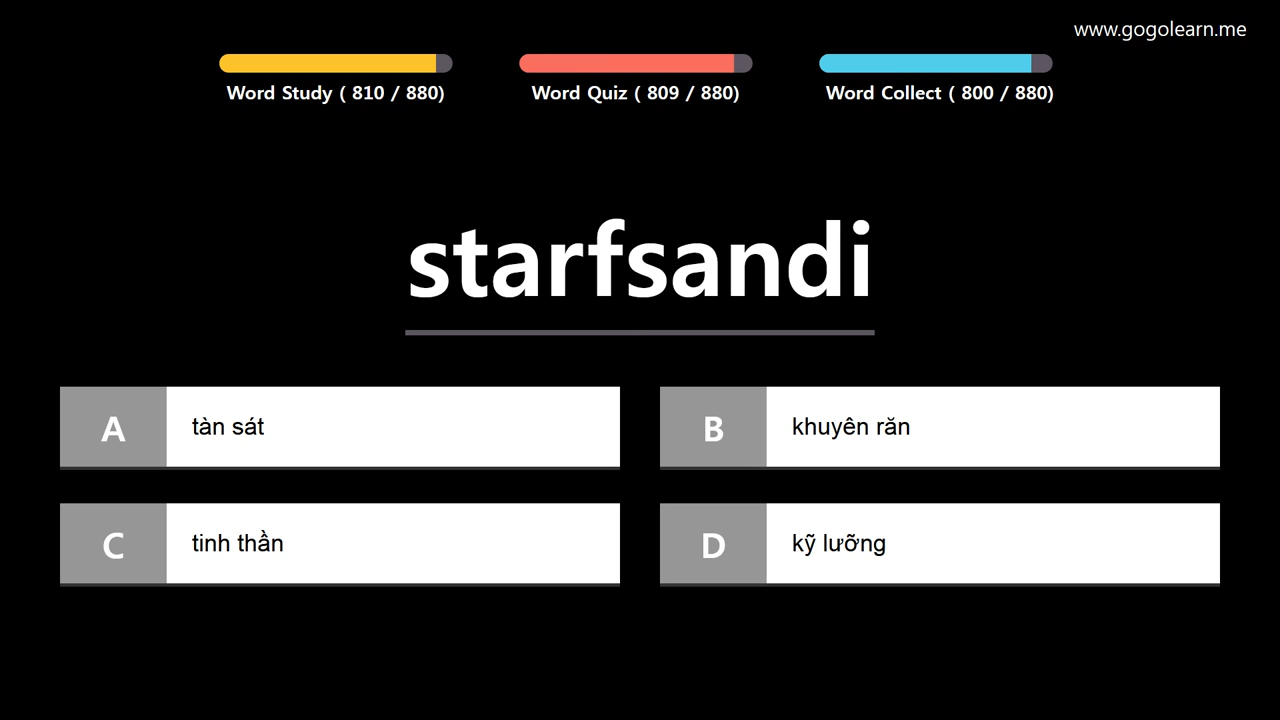 www.gogolearn.me
Word Study ( 810 / 880)
Word Quiz ( 809 / 880)
Word Collect ( 800 / 880)
starfsandi
A tàn sát
B khuyên răn
C tinh thần
D kỹ lưỡng